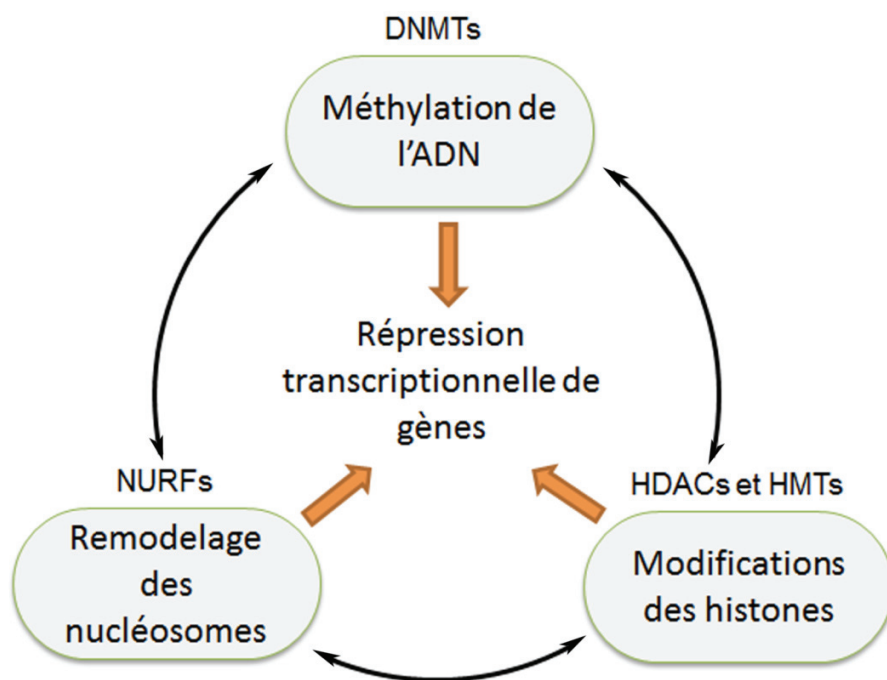 DNMTs
Méthylation de
l'ADN
Répression
transcriptionnelle de
gènes
NURFs
Remodelage
des
nucléosomes
HDACs et HMTs
Modifications
des histones